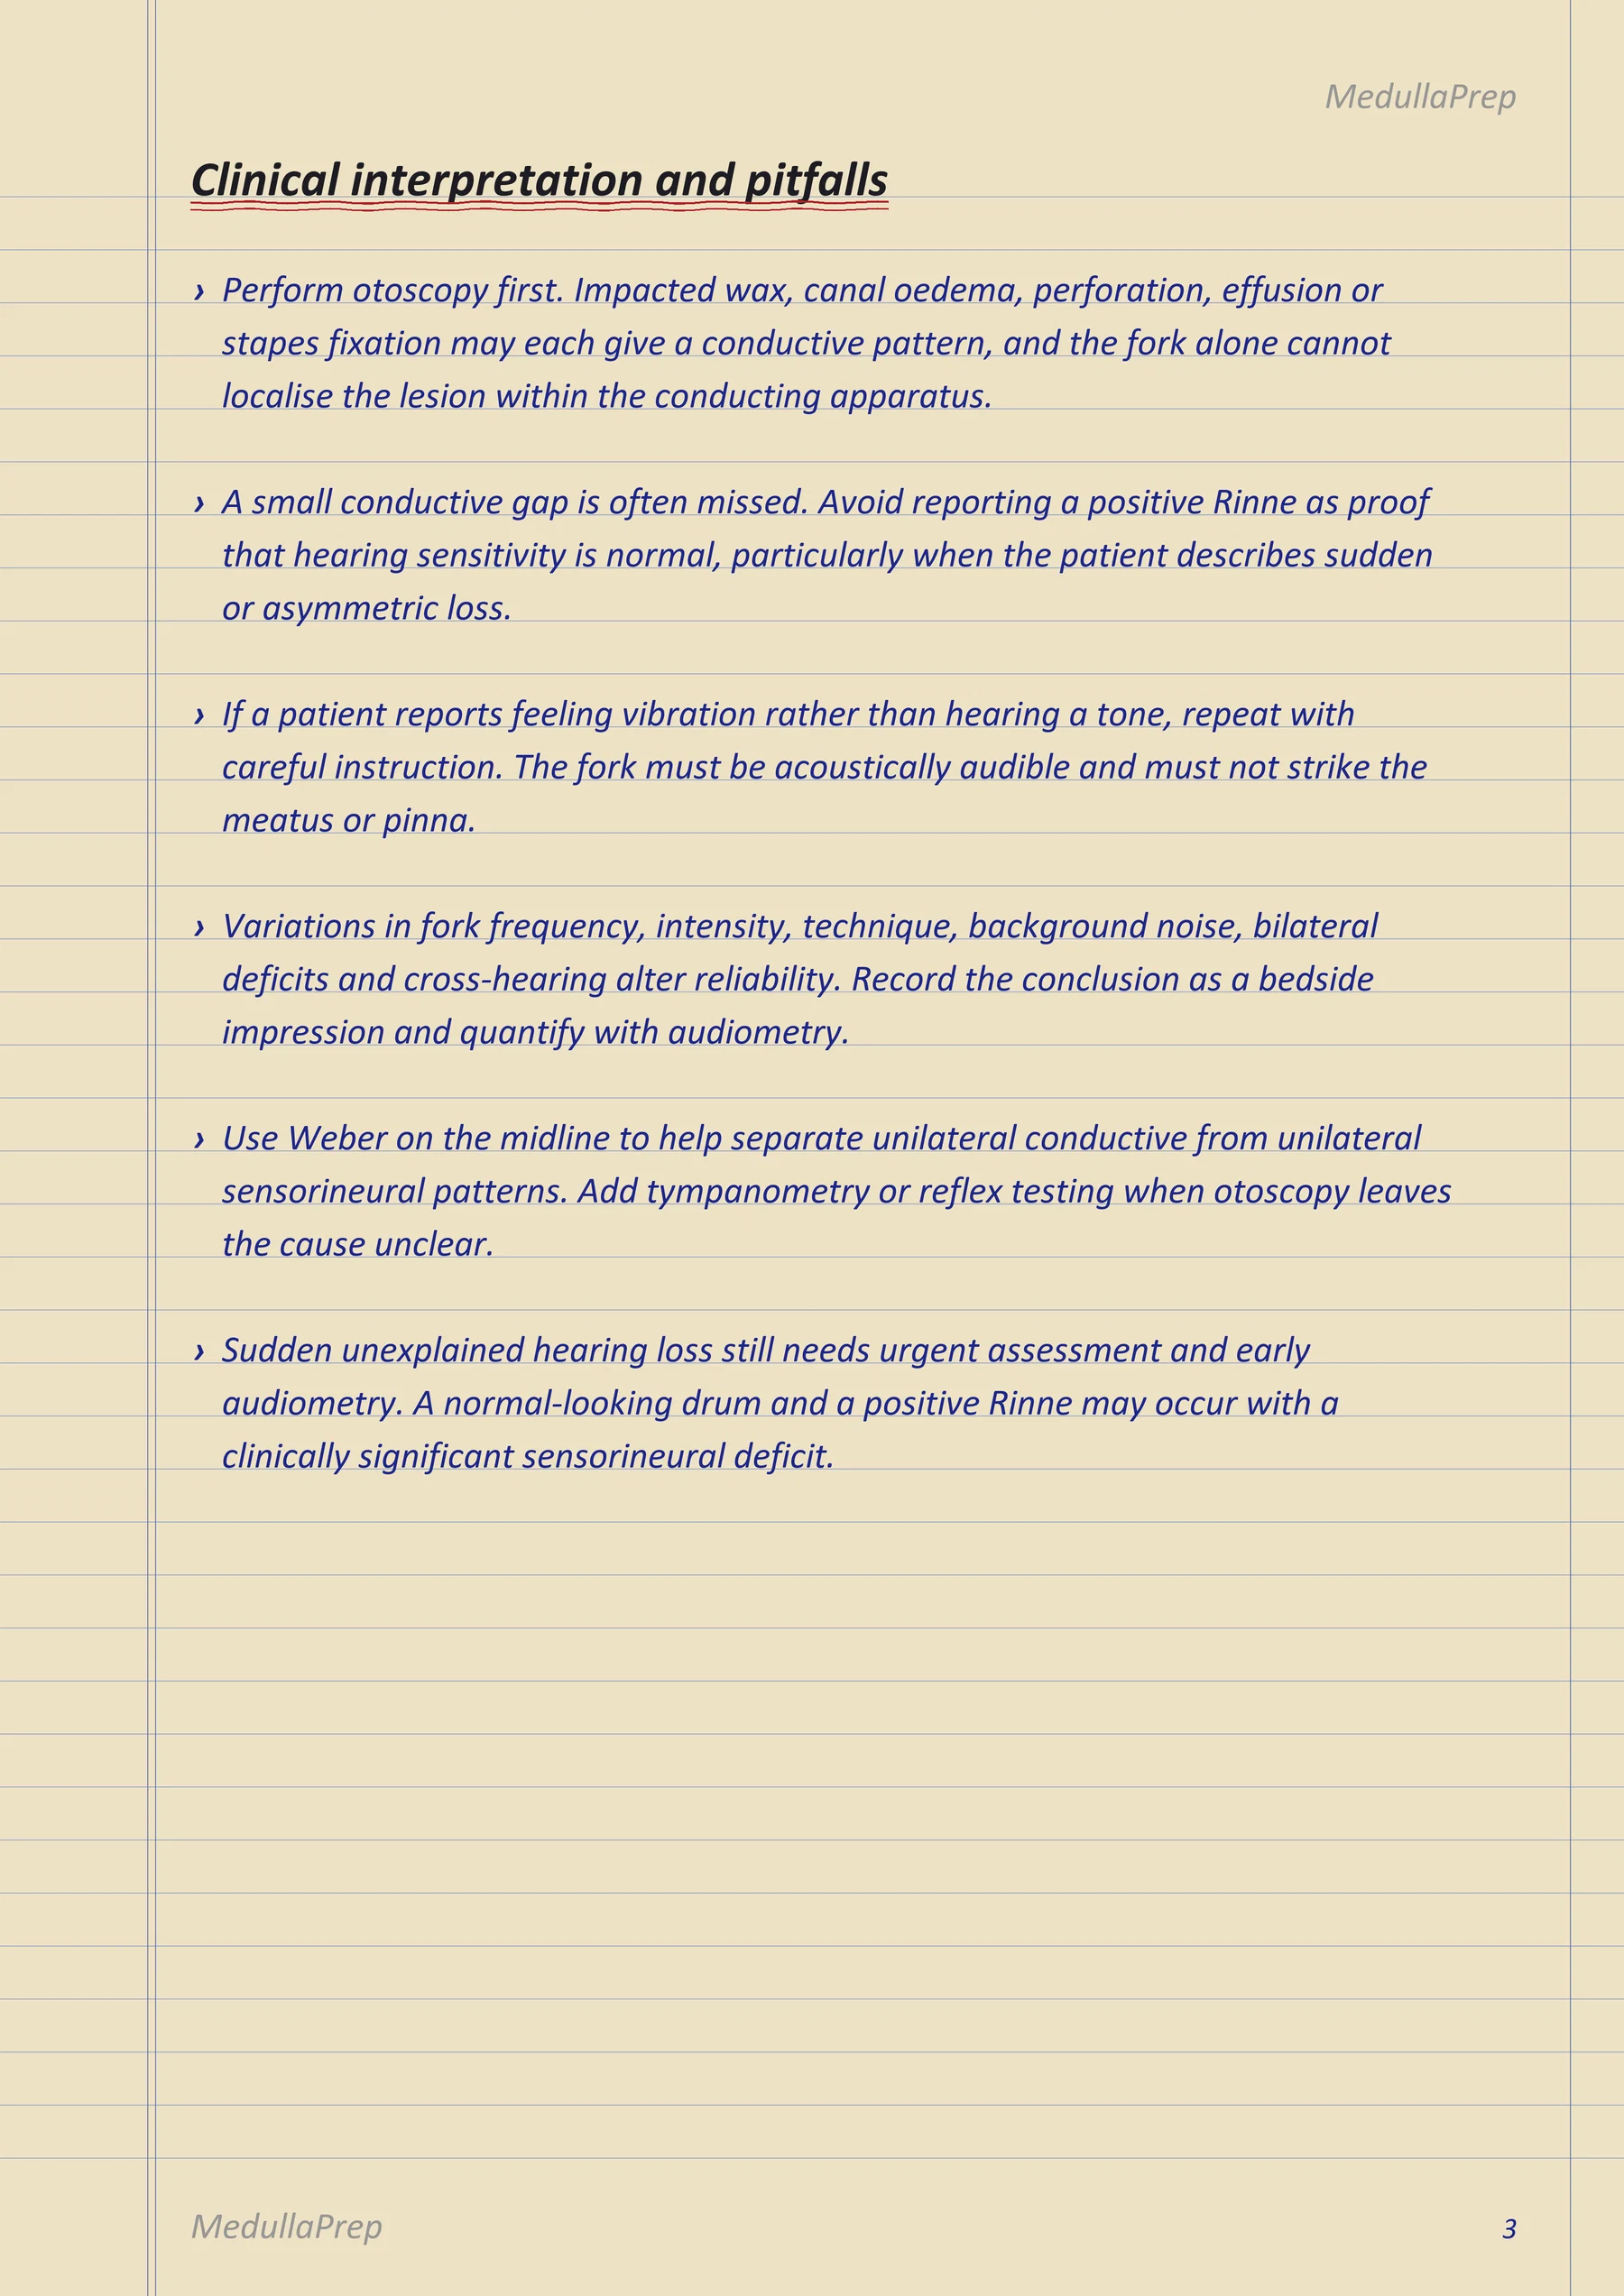 MedullaPrep
Clinical interpretation and pitfalls
› Perform otoscopy first. Impacted wax, canal oedema, perforation, effusion or
stapes fixation may each give a conductive pattern, and the fork alone cannot
localise the lesion within the conducting apparatus.
› A small conductive gap is often missed. Avoid reporting a positive Rinne as proof
that hearing sensitivity is normal, particularly when the patient describes sudden
or asymmetric loss.
› If a patient reports feeling vibration rather than hearing a tone, repeat with
careful instruction. The fork must be acoustically audible and must not strike the
meatus or pinna.
› Variations in fork frequency, intensity, technique, background noise, bilateral
deficits and cross-hearing alter reliability. Record the conclusion as a bedside
impression and quantify with audiometry.
› Use Weber on the midline to help separate unilateral conductive from unilateral
sensorineural patterns. Add tympanometry or reflex testing when otoscopy leaves
the cause unclear.
› Sudden unexplained hearing loss still needs urgent assessment and early
audiometry. A normal-looking drum and a positive Rinne may occur with a
clinically significant sensorineural deficit.
MedullaPrep
3